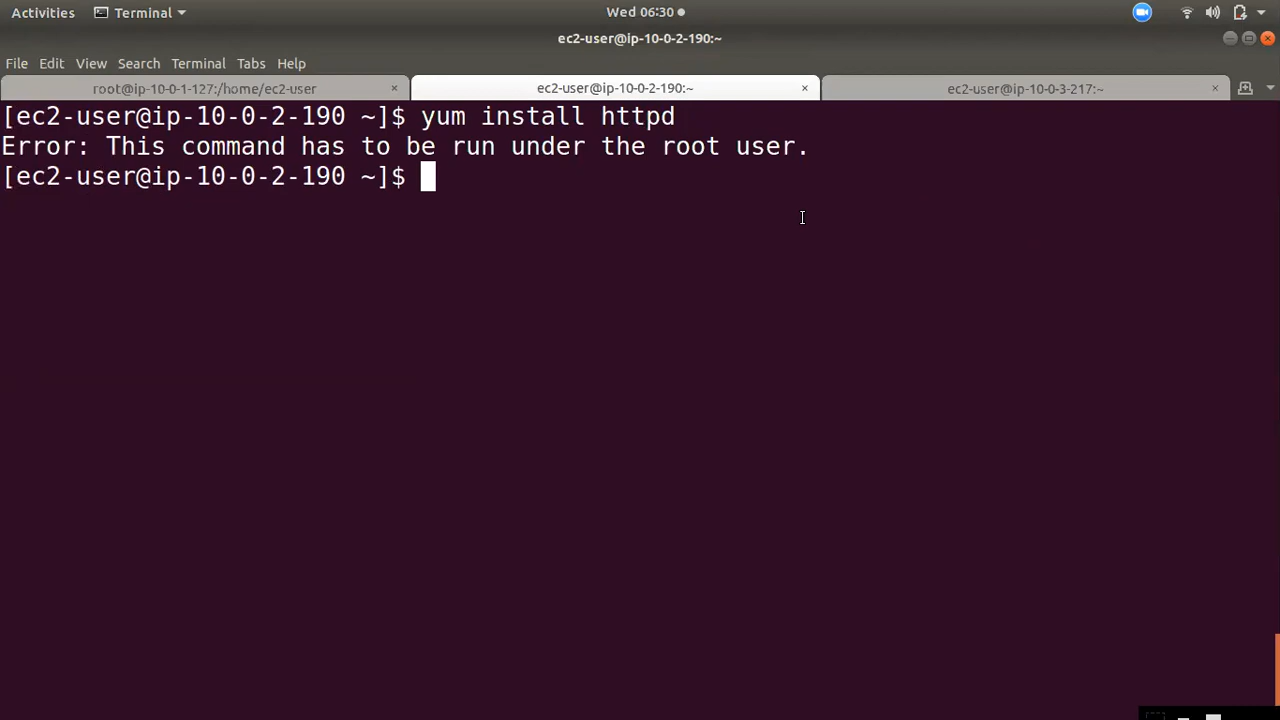 Activities Terminal Wed 06:30
ec2-user@ip-10-0-2-190:~
File Edit View Search Terminal Tabs Help
root@ip-10-0-1-127:/home/ec2-user ec2-user@ip-10-0-2-190:~ ec2-user@ip-10-0-3-217:~
[ec2-user@ip-10-0-2-190 ~]$ yum install httpd
Error: This command has to be run under the root user.
[ec2-user@ip-10-0-2-190 ~]$